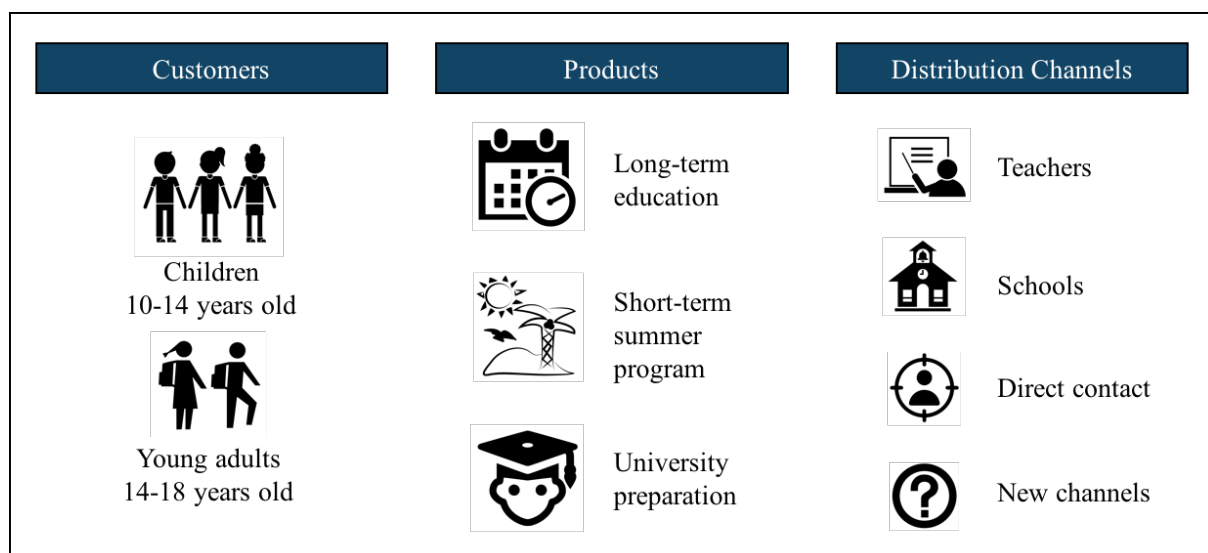 Customers
Children
10-14 years old
Young adults
14-18 years old
Products
Long-term
education
Short-term
summer
program
University
preparation
Distribution Channels
Teachers
Schools
Direct contact
New channels